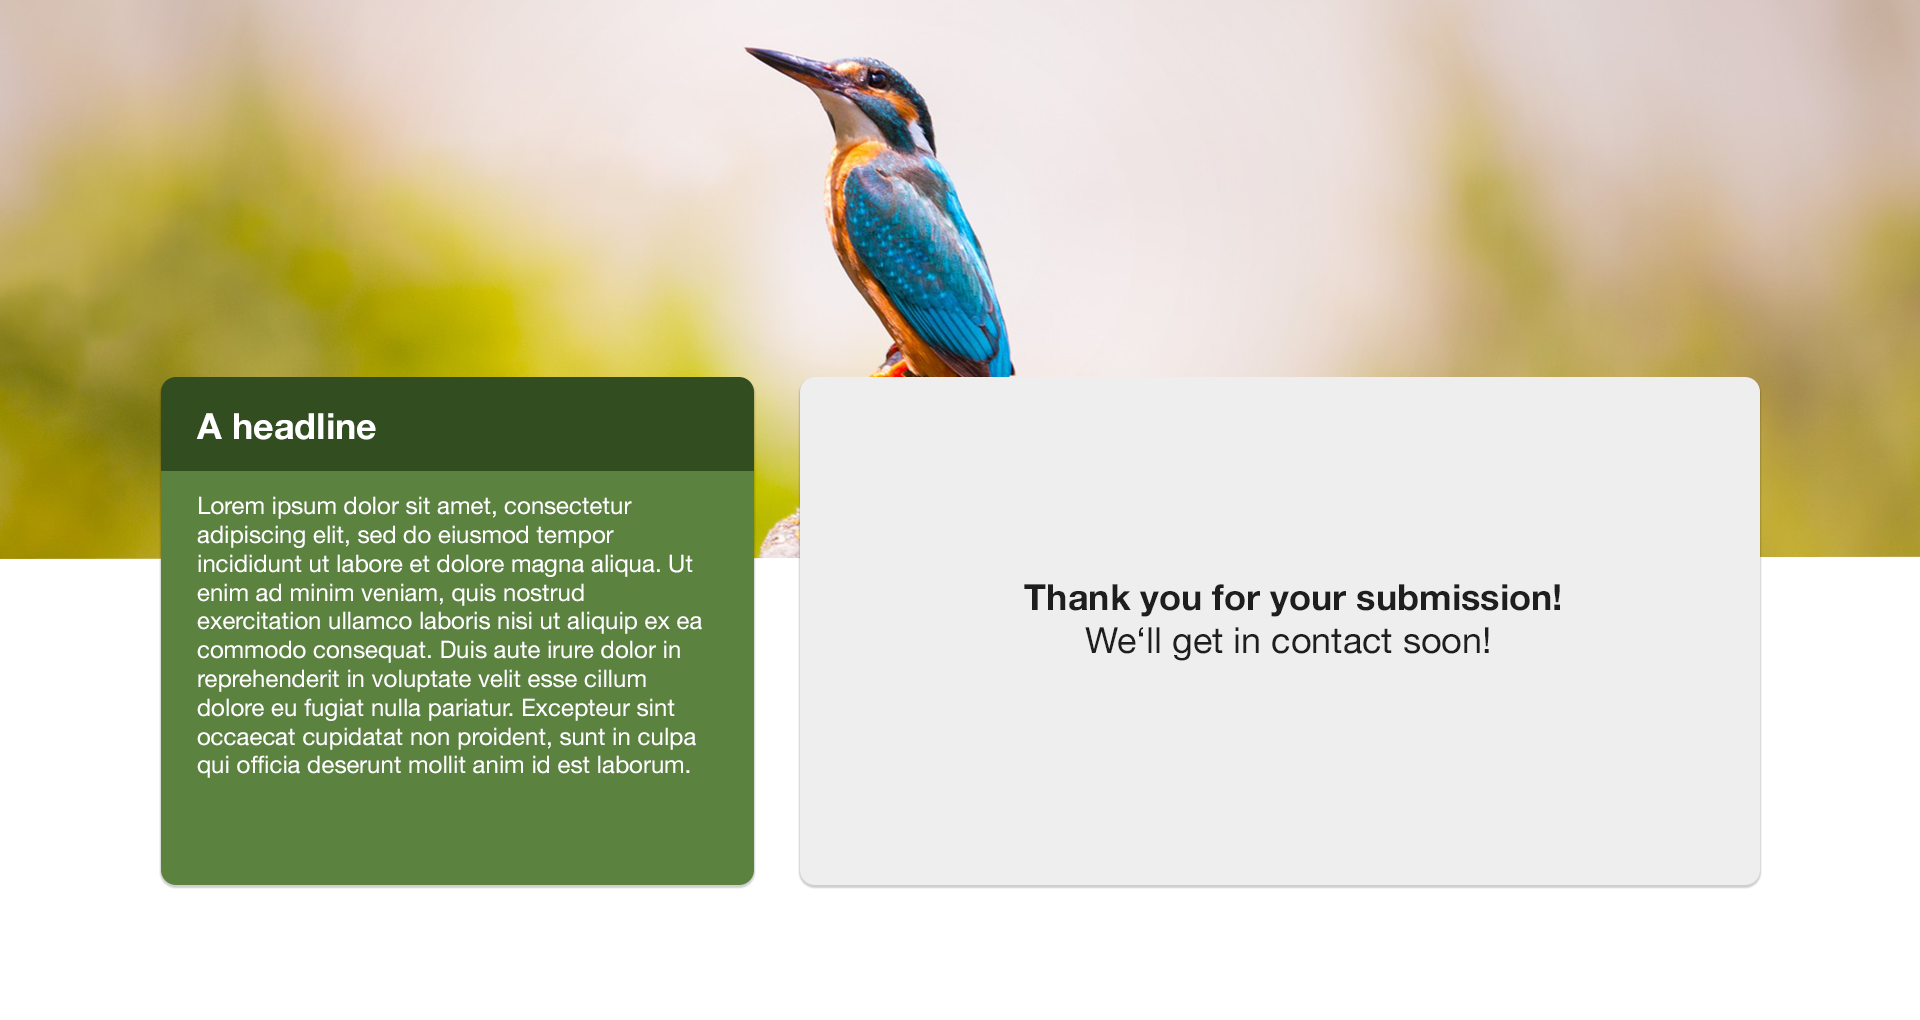 A headline
Lorem ipsum dolor sit amet, consectetur
adipiscing elit, sed do eiusmod tempor
incididunt ut labore et dolore magna aliqua. Ut
enim ad minim veniam, quis nostrud
exercitation ullamco laboris nisi ut aliquip ex ea
commodo consequat. Duis aute irure dolor in
reprehenderit in voluptate velit esse cillum
dolore eu fugiat nulla pariatur. Excepteur sint
occaecat cupidatat non proident, sunt in culpa
qui officia deserunt mollit anim id est laborum.
Thank you for your submission!
We‘ll get in contact soon!